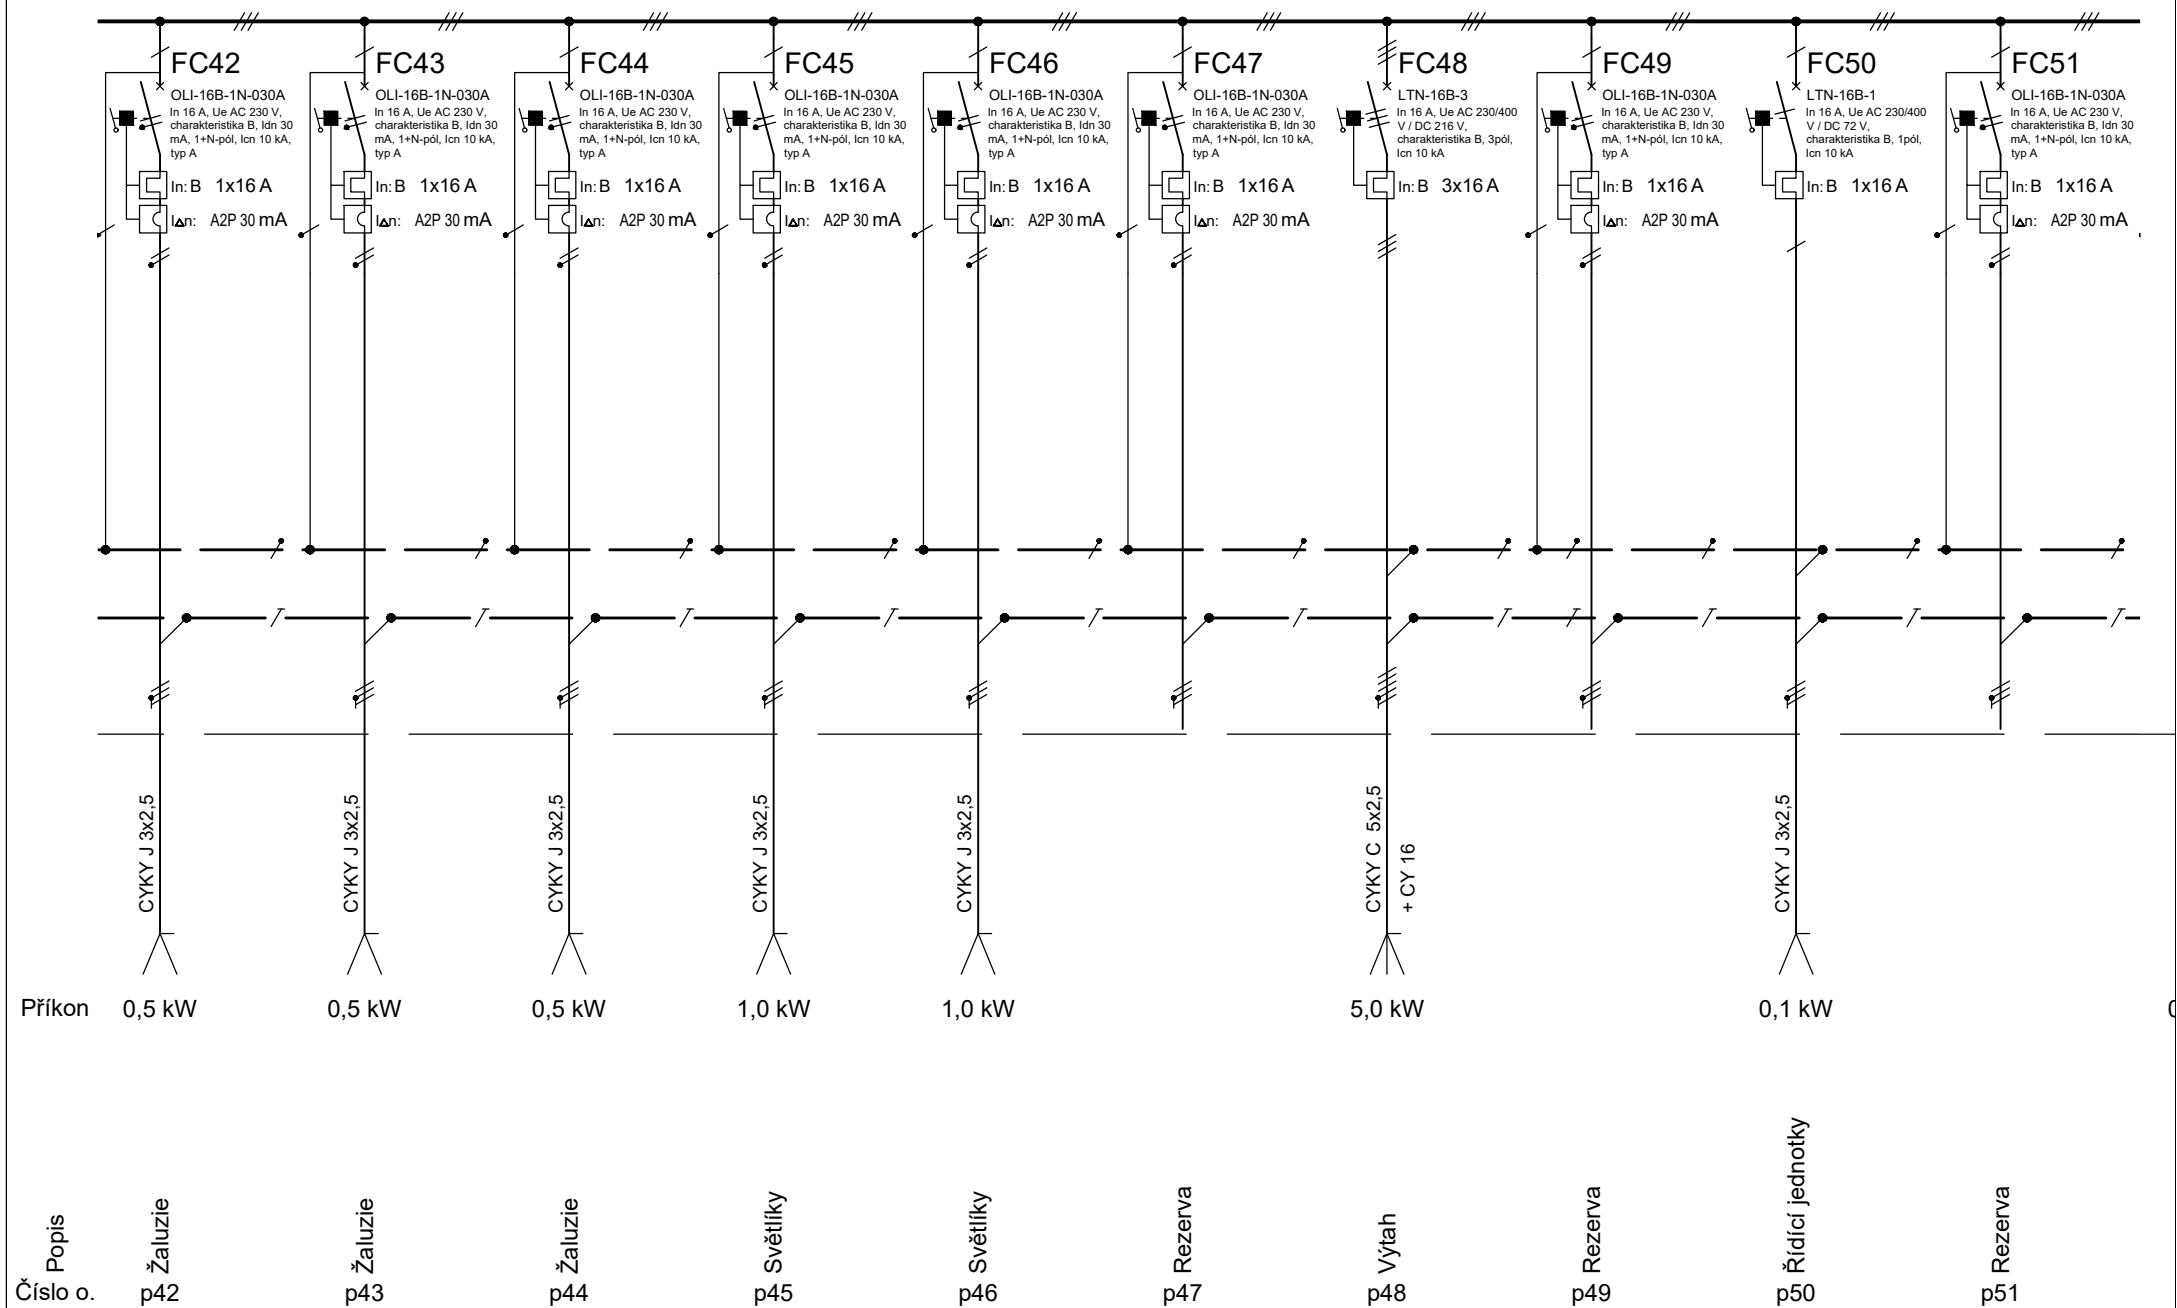 FC42
OLI-16B-1N-030A
In 16 A, Ue AC 230 V,
charakteristika B, Idn 30
mA, 1+N-pól, Icn 10 kA,
typ A
In: B 1x16 A
I∆n: A2P 30 mA
FC43
OLI-16B-1N-030A
In 16 A, Ue AC 230 V,
charakteristika B, Idn 30
mA, 1+N-pól, Icn 10 kA,
typ A
In: B 1x16 A
I∆n: A2P 30 mA
FC44
OLI-16B-1N-030A
In 16 A, Ue AC 230 V,
charakteristika B, Idn 30
mA, 1+N-pól, Icn 10 kA,
typ A
In: B 1x16 A
I∆n: A2P 30 mA
FC45
OLI-16B-1N-030A
In 16 A, Ue AC 230 V,
charakteristika B, Idn 30
mA, 1+N-pól, Icn 10 kA,
typ A
In: B 1x16 A
I∆n: A2P 30 mA
FC46
OLI-16B-1N-030A
In 16 A, Ue AC 230 V,
charakteristika B, Idn 30
mA, 1+N-pól, Icn 10 kA,
typ A
In: B 1x16 A
I∆n: A2P 30 mA
FC47
OLI-16B-1N-030A
In 16 A, Ue AC 230 V,
charakteristika B, Idn 30
mA, 1+N-pól, Icn 10 kA,
typ A
In: B 1x16 A
I∆n: A2P 30 mA
FC48
LTN-16B-3
In 16 A, Ue AC 230/400
V / DC 216 V,
charakteristika B, 3pól,
Icn 10 kA
In: B 3x16 A
FC49
OLI-16B-1N-030A
In 16 A, Ue AC 230 V,
charakteristika B, Idn 30
mA, 1+N-pól, Icn 10 kA,
typ A
In: B 1x16 A
I∆n: A2P 30 mA
FC50
LTN-16B-1
In 16 A, Ue AC 230/400
V / DC 72 V,
charakteristika B, 1pól,
Icn 10 kA
In: B 1x16 A
FC51
OLI-16B-1N-030A
In 16 A, Ue AC 230 V,
charakteristika B, Idn 30
mA, 1+N-pól, Icn 10 kA,
typ A
In: B 1x16 A
I∆n: A2P 30 mA
CYKY J 3x2,5
CYKY J 3x2,5
CYKY J 3x2,5
CYKY J 3x2,5
CYKY J 3x2,5
CYKY C 5x2,5
+ CY 16
CYKY J 3x2,5
Příkon 0,5 kW 0,5 kW 0,5 kW 1,0 kW 1,0 kW 5,0 kW 0,1 kW
Popis
Žaluzie
Žaluzie
Žaluzie
Světlíky
Světlíky
Rezerva
Výtah
Rezerva
Řídící jednotky
Rezerva
Číslo o. p42 p43 p44 p45 p46 p47 p48 p49 p50 p51